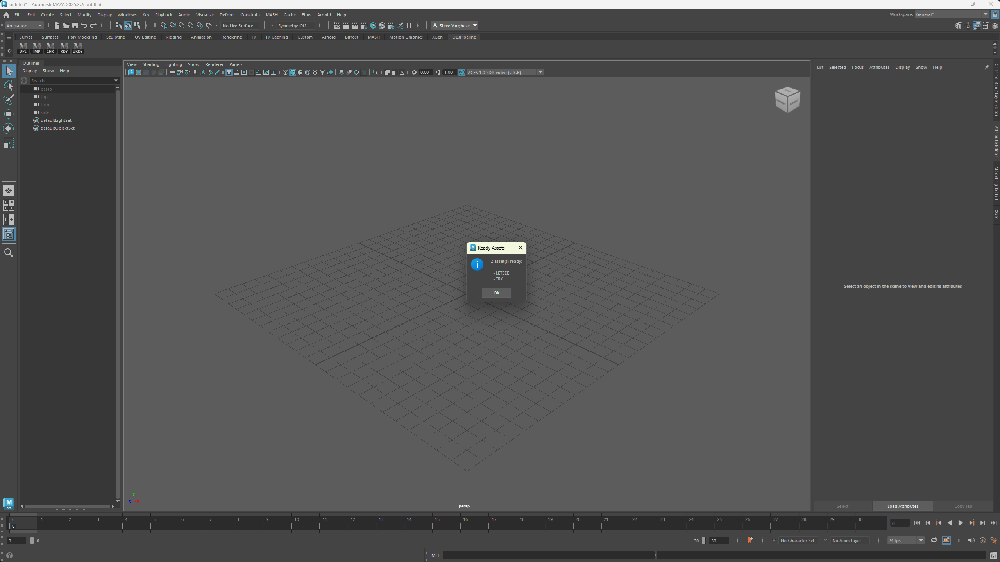 untitled* - Autodesk MAYA 2025.3.2: untitled
File Edit Create Select Modify Display Windows Key Playback Audio Visualize Deform Constrain MASH Cache Flow Arnold Help
Workspace: General*
Animation No Live Surface Symmetry: Off IPR Steve Varghese
Curves Surfaces Poly Modeling Sculpting UV Editing Rigging Animation Rendering FX FX Caching Custom Arnold Bifrost MASH Motion Graphics XGen OBJPipeline
UPL IMP CHK RDY URDY
Outliner
Display Show Help
Search...
persp
top
front
side
defaultLightSet
defaultObjectSet
View Shading Lighting Show Renderer Panels
0.00 1.00 ON ACES 1.0 SDR-video (sRGB)
FRONT RIGHT
Ready Assets
2 asset(s) ready:
- LETSEE
- TRY
OK
y
z x
persp
List Selected Focus Attributes Display Show Help
Select an object in the scene to view and edit its attributes
Select Load Attributes Copy Tab
Channel Box / Layer Editor
Attribute Editor
Modeling Toolkit
XGen
M
AYA
0 1 2 3 4 5 6 7 8 9 10 11 12 13 14 15 16 17 18 19 20 21 22 23 24 25 26 27 28 29 30
0
0
0 0 30 30 No Character Set No Anim Layer 24 fps
MEL